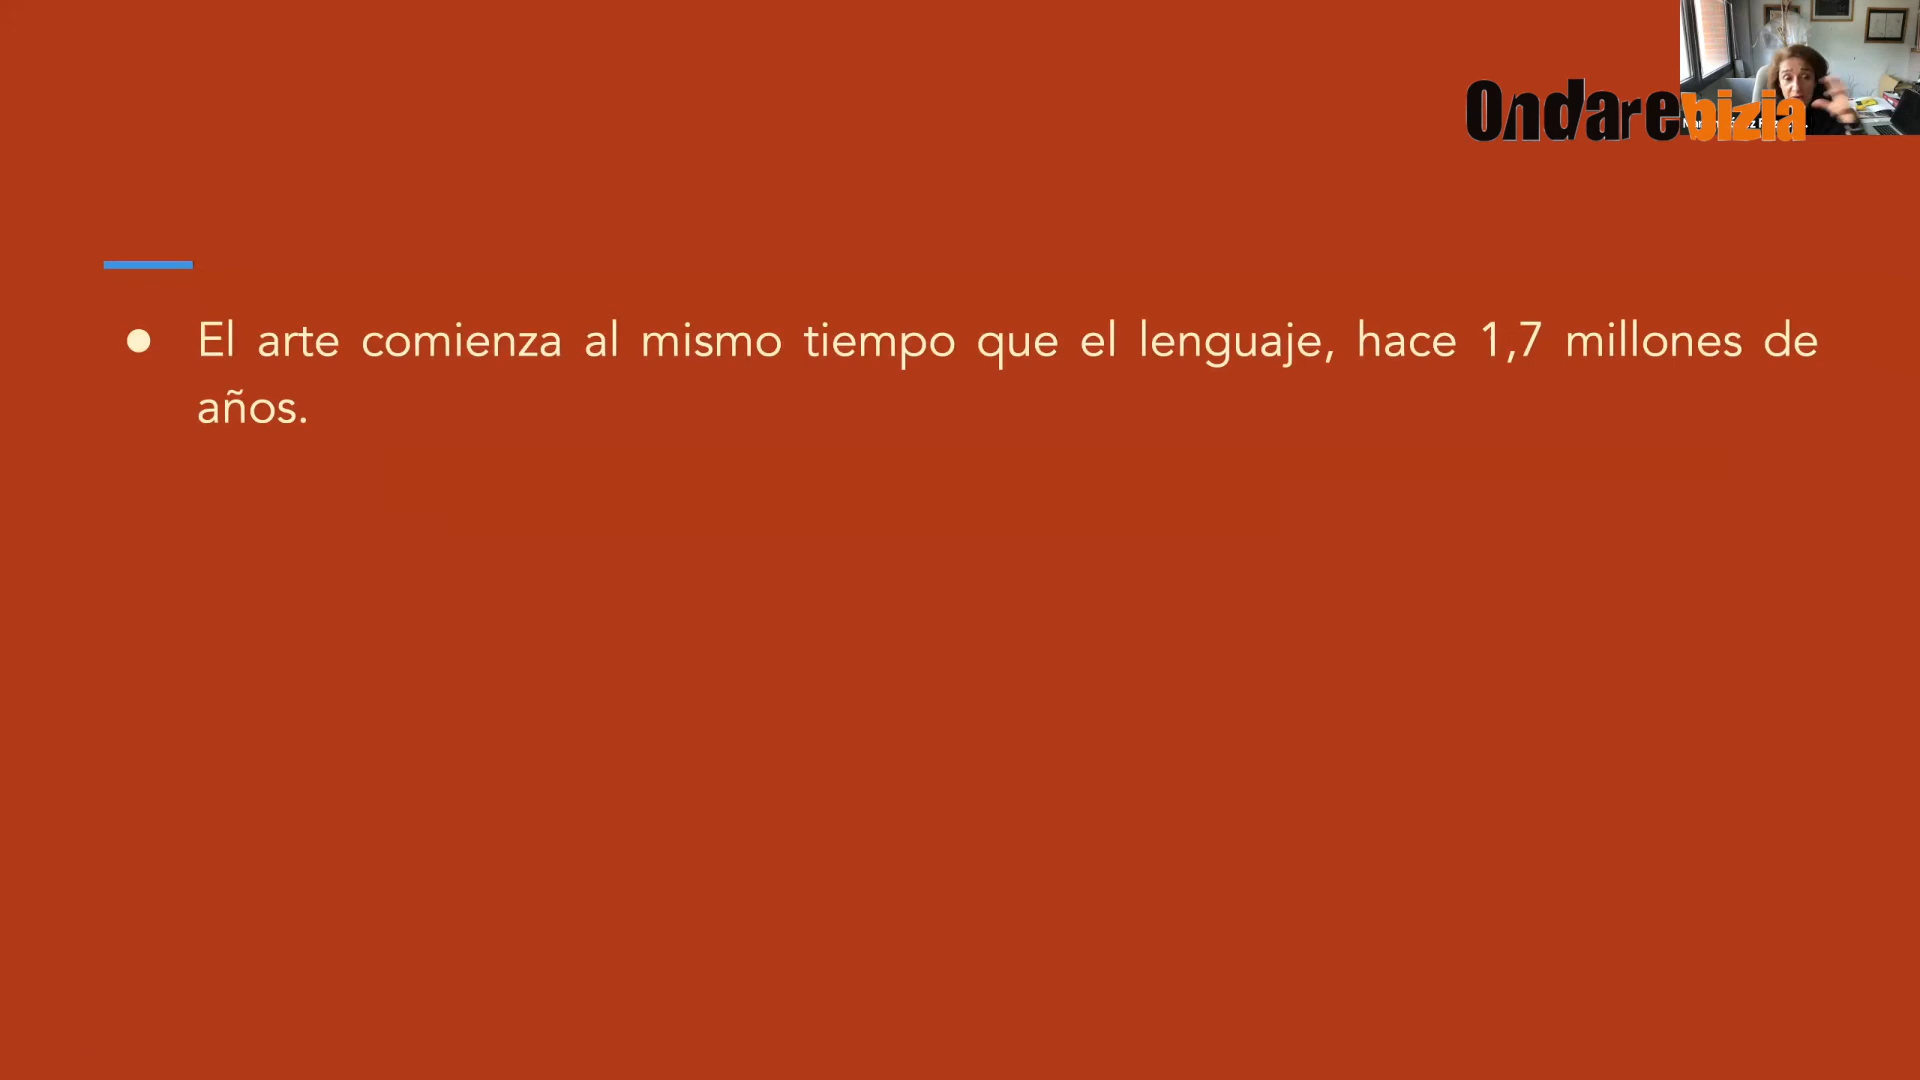 Ondarebizia
El arte comienza al mismo tiempo que el lenguaje, hace 1,7 millones de
años.